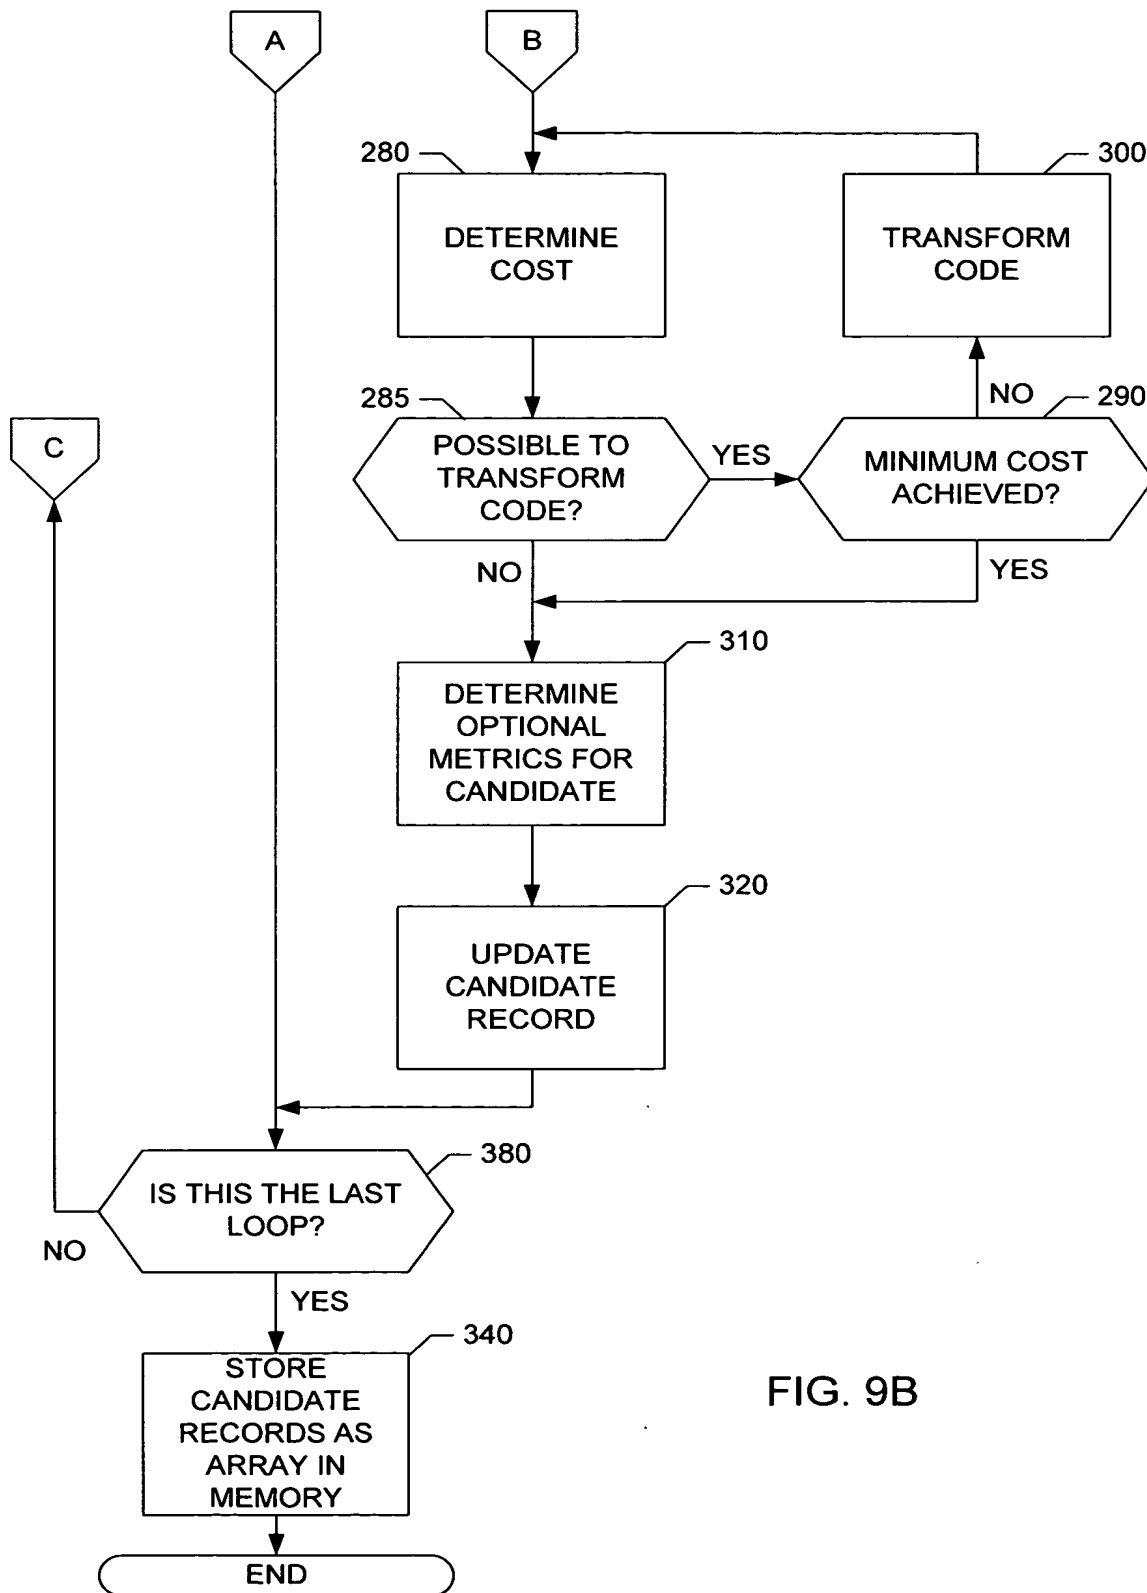 A
B
280
300
DETERMINE
COST
TRANSFORM
CODE
285
NO
290
C
POSSIBLE TO
TRANSFORM
CODE?
YES
MINIMUM COST
ACHIEVED?
NO
YES
310
DETERMINE
OPTIONAL
METRICS FOR
CANDIDATE
320
UPDATE
CANDIDATE
RECORD
380
IS THIS THE LAST
LOOP?
NO
YES
340
STORE
CANDIDATE
RECORDS AS
ARRAY IN
MEMORY
FIG. 9B
END